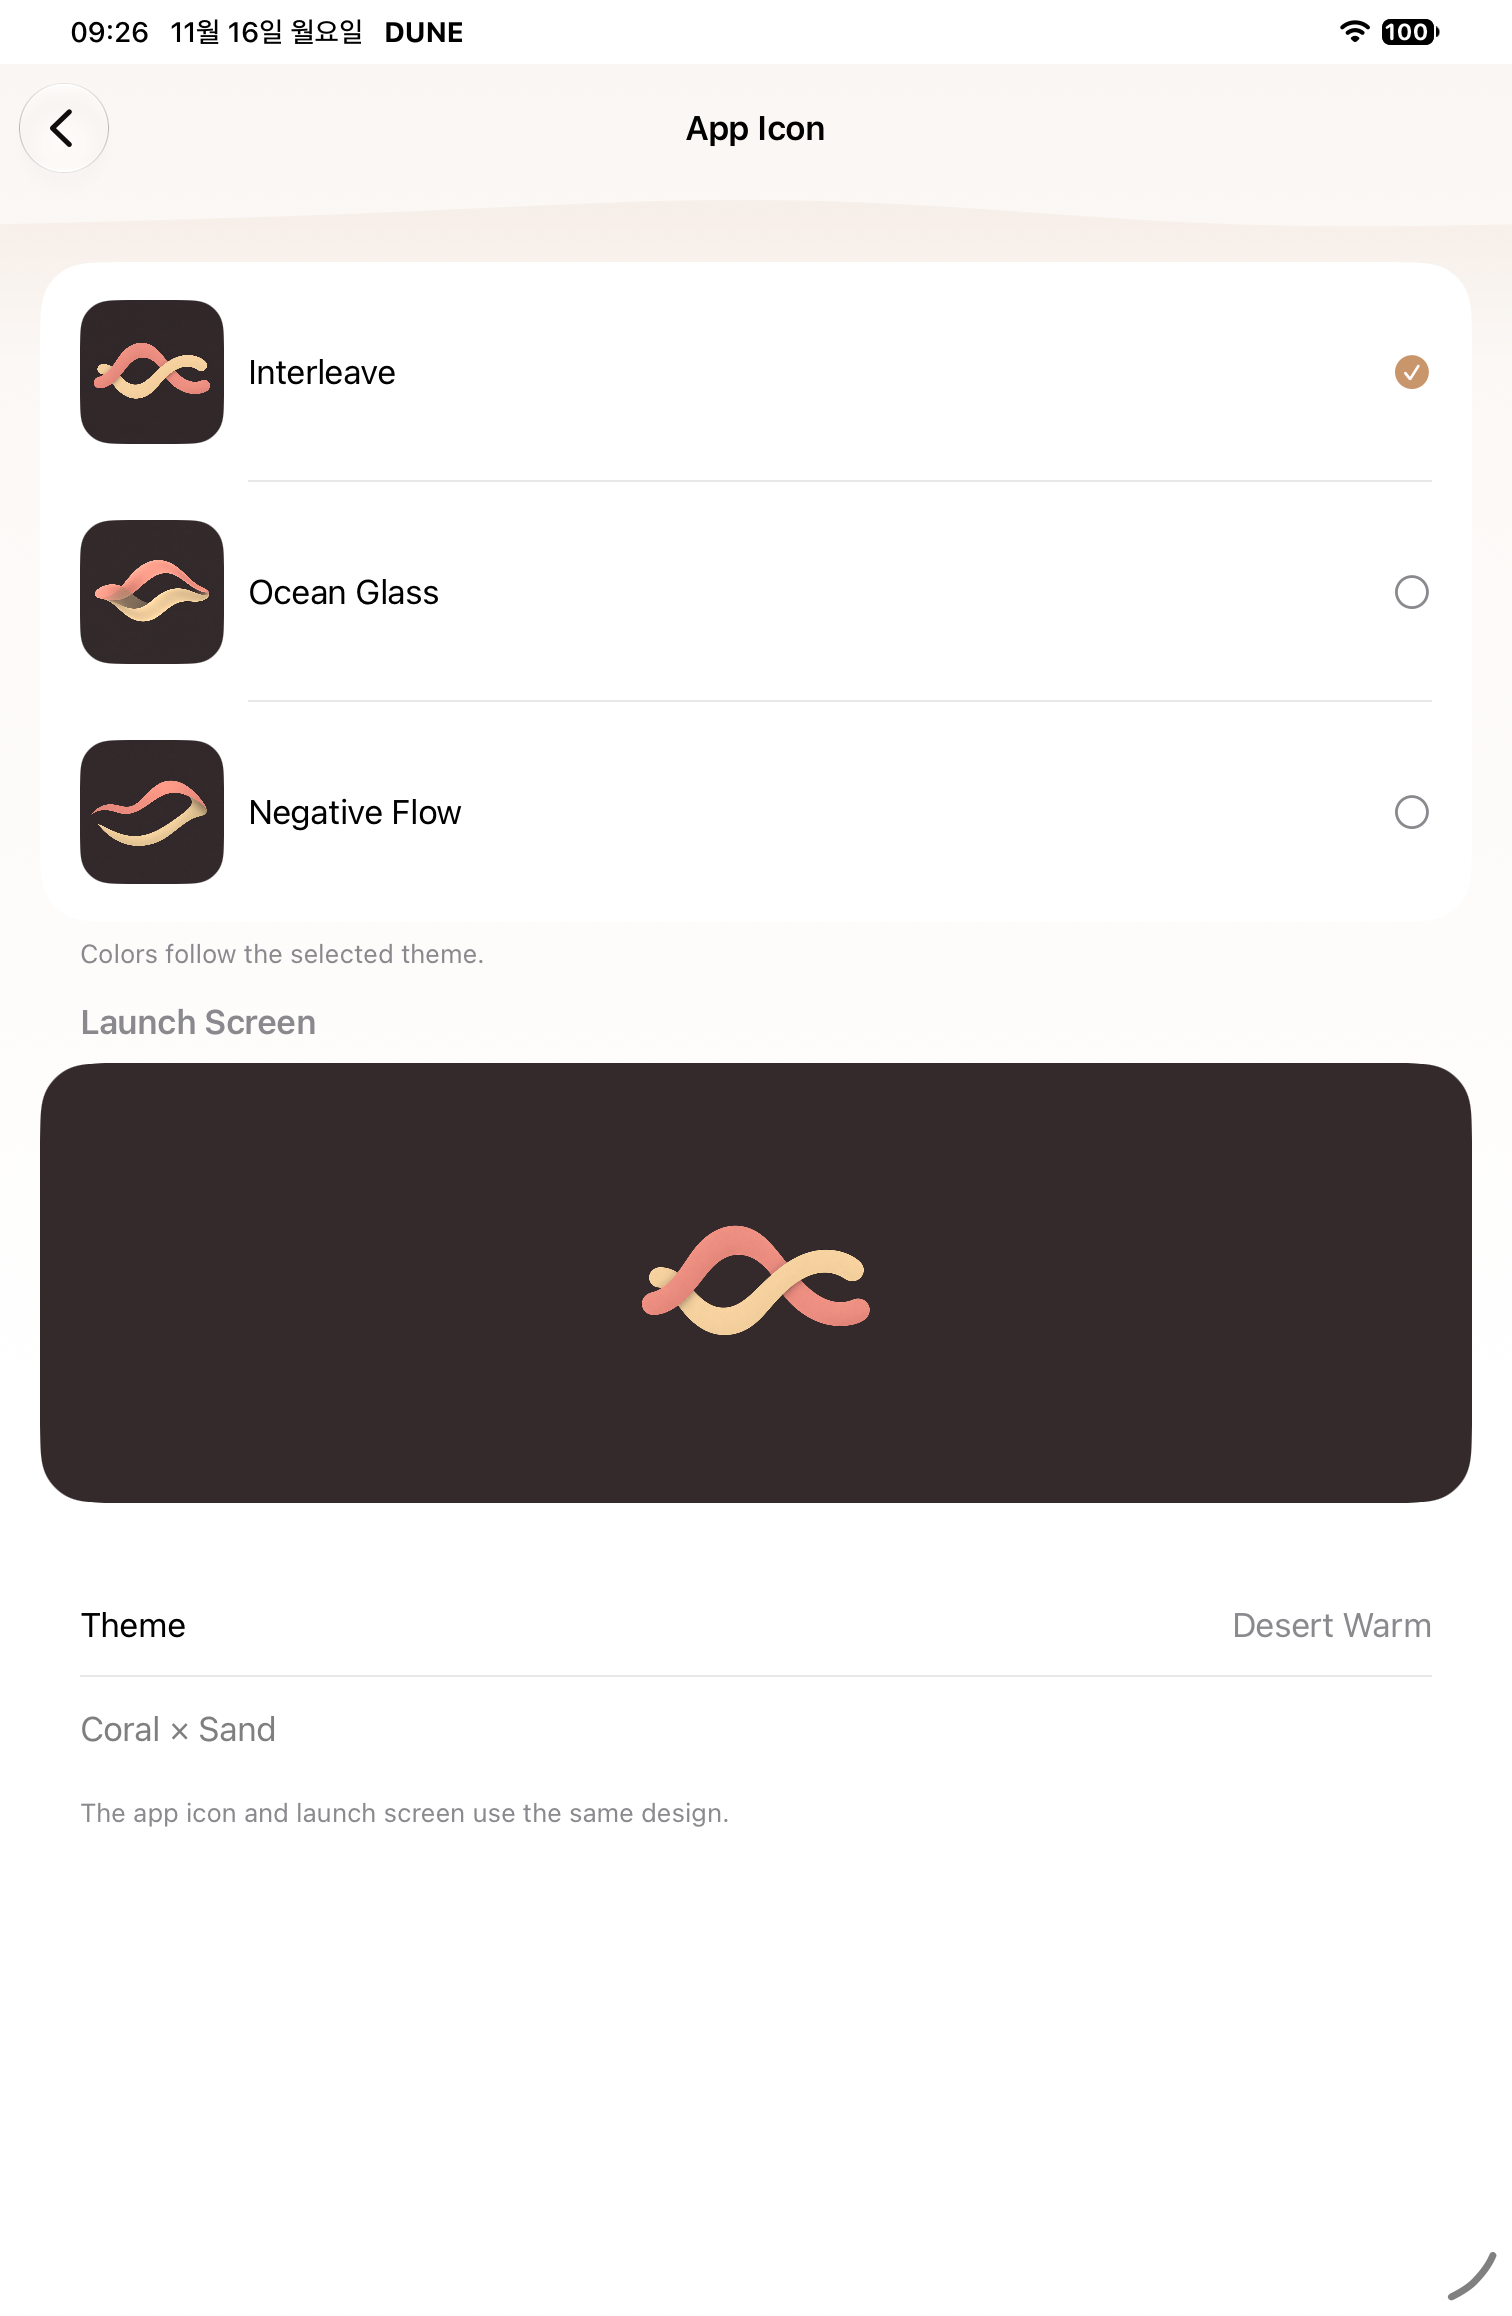 09:26 11월 16일 월요일 DUNE 100
App Icon
Interleave
Ocean Glass
Negative Flow
Colors follow the selected theme.
Launch Screen
Theme Desert Warm
Coral × Sand
The app icon and launch screen use the same design.